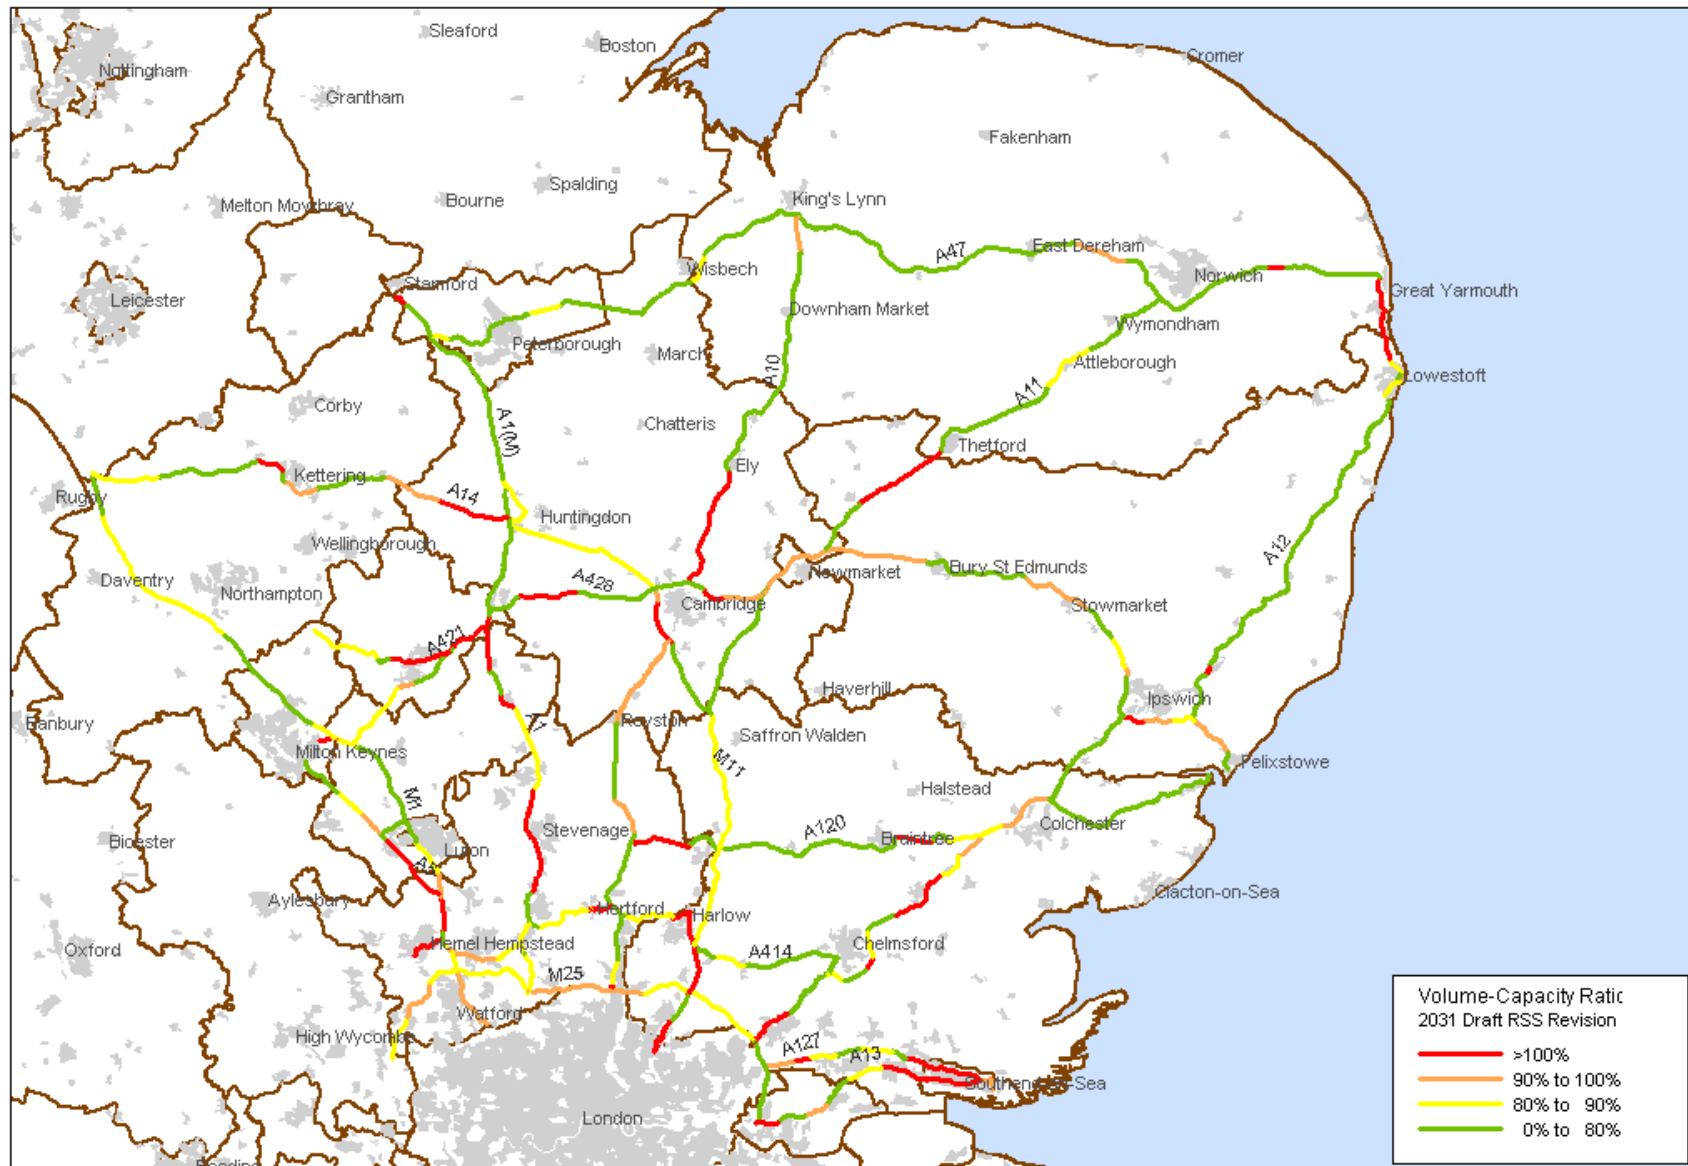 Sleaford
Boston
Cromer
Nottingham
Grantham
Fakenham
Spalding
Bourne
King's Lynn
Melton Mowbray
A47
East Dereham
Wisbech
Norwich
Stamford
Leicester
Great Yarmouth
Downham Market
Wymondham
Peterborough
March
Attleborough
A10
Lowestoft
A11
Corby
Chatteris
A1(M)
Thetford
Ely
Kettering
A14
Rugby
Huntingdon
Wellingborough
A12
Newmarket
Bury St Edmunds
Daventry
A428
Northampton
Cambridge
Stowmarket
A421
Haverhill
Ipswich
Banbury
A1
Royston
Saffron Walden
Milton Keynes
M11
Felixstowe
Halstead
M1
Colchester
Stevenage
A120
Braintree
Bicester
Luton
A5
Clacton-on-Sea
Aylesbury
Hertford
Harlow
Oxford
Hemel Hempstead
Chelmsford
A414
M25
Watford
High Wycombe
A127
A13
Southend-on-Sea
London
Reading
Volume-Capacity Ratio
2031 Draft RSS Revision
>100%
90% to 100%
80% to 90%
0% to 80%